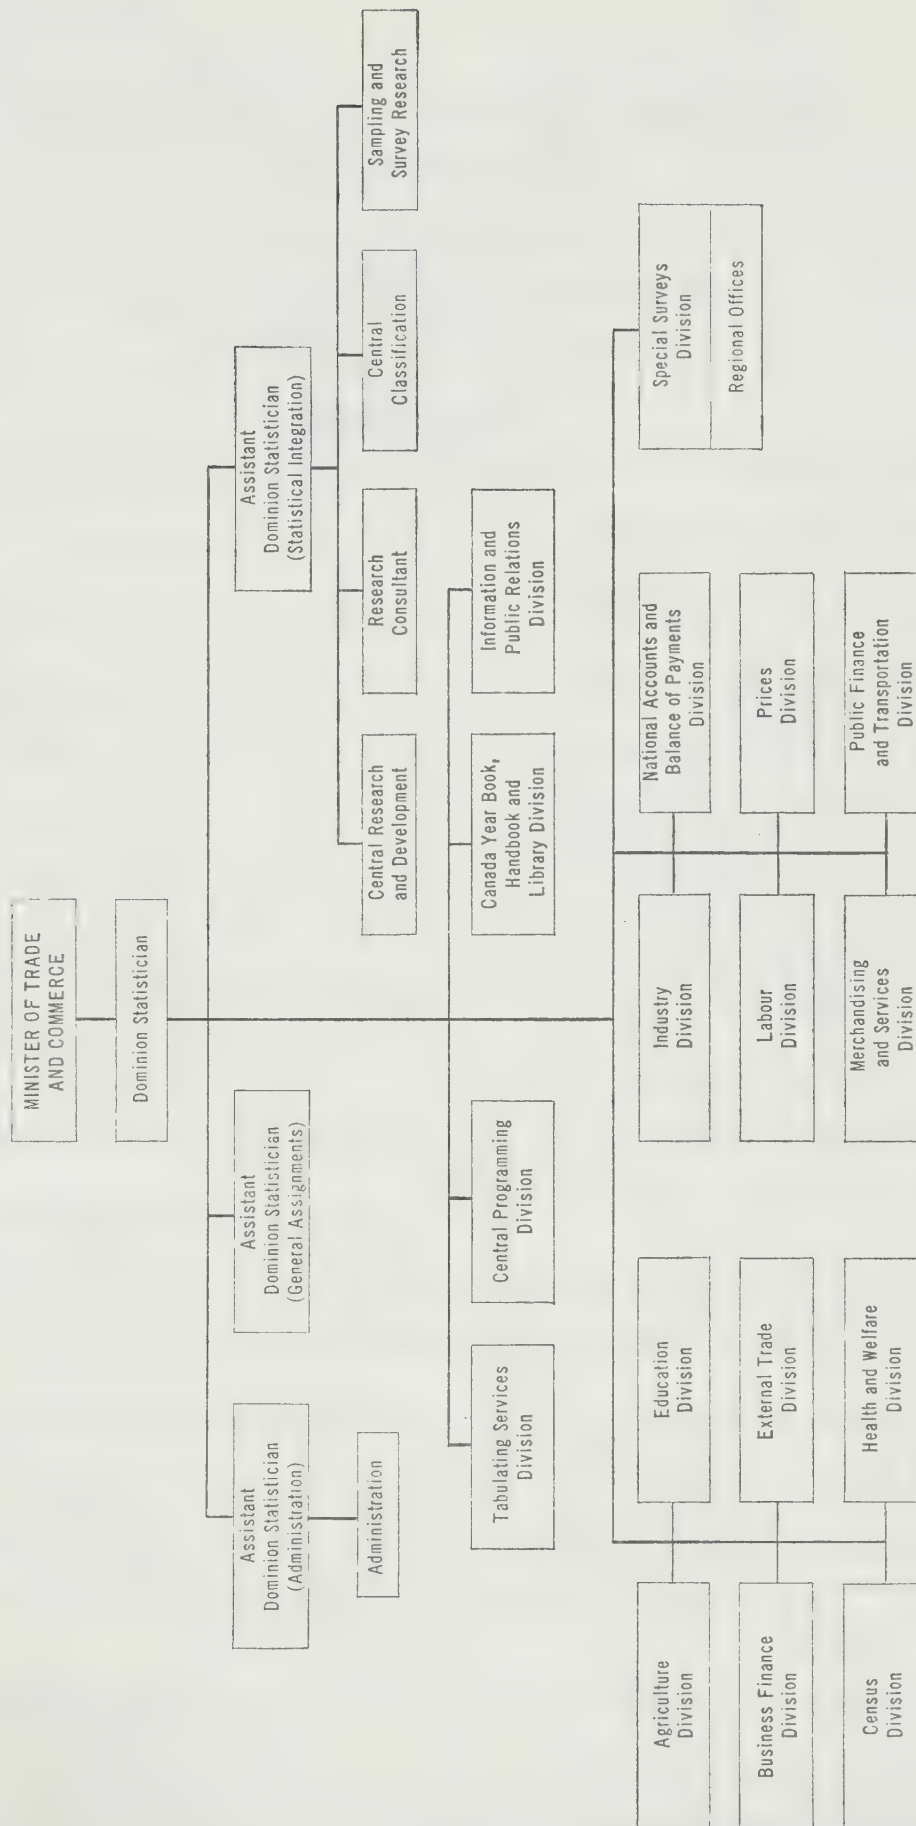 MINISTER OF TRADE
AND COMMERCE
Dominion Statistician
Assistant
Dominion Statistician
(Administration)
Assistant
Dominion Statistician
(General Assignments)
Assistant
Dominion Statistician
(Statistical Integration)
Administration
Central Research
and Development
Research
Consultant
Central
Classification
Sampling and
Survey Research
Tabulating Services
Division
Central Programming
Division
Canada Year Book,
Handbook and
Library Division
Information and
Public Relations
Division
Agriculture
Division
Education
Division
Industry
Division
National Accounts and
Balance of Payments
Division
Special Surveys
Division
Regional Offices
Business Finance
Division
External Trade
Division
Labour
Division
Prices
Division
Census
Division
Health and Welfare
Division
Merchandising
and Services
Division
Public Finance
and Transportation
Division